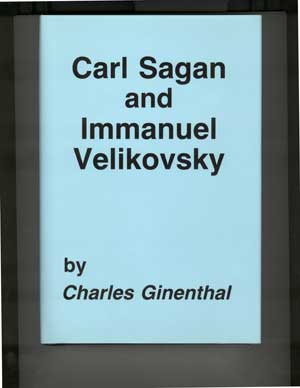 Carl Sagan
and
Immanuel
Velikovsky
by
Charles Ginenthal